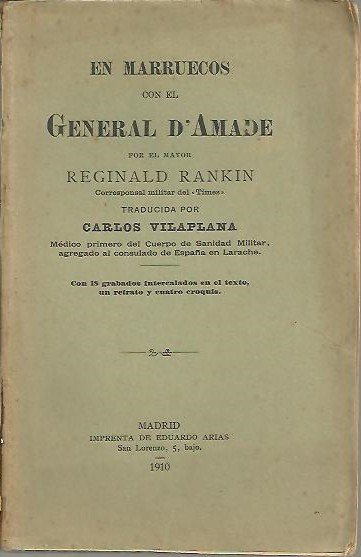 EN MARRUECOS
CON EL
GENERAL D'AMADE
POR EL MAYOR
REGINALD RANKIN
Corresponsal militar del «Times»
TRADUCIDA POR
CARLOS VILAPLANA
Médico primero del Cuerpo de Sanidad Militar,
agregado al consulado de España en Larache.
Con 18 grabados intercalados en el texto,
un retrato y cuatro croquis.
MADRID
IMPRENTA DE EDUARDO ARIAS
San Lorenzo, 5, bajo.
1910